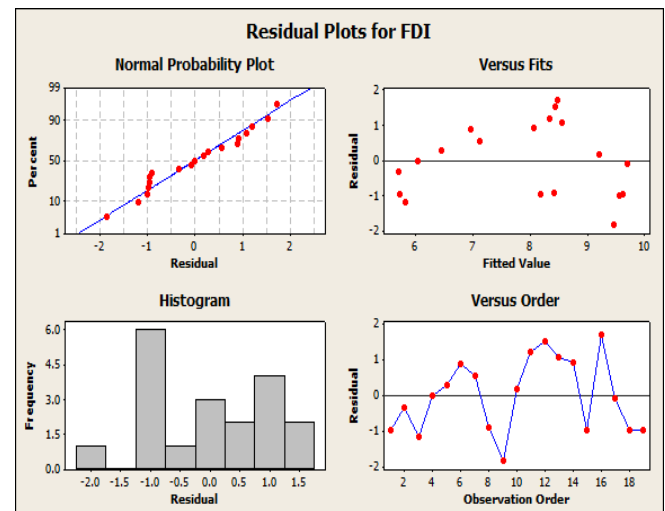 Residual Plots for FDI
Normal Probability Plot
99
90
50
10
1
Percent
-2 -1 0 1 2
Residual
Versus Fits
2
1
0
-1
-2
Residual
6 7 8 9 10
Fitted Value
Histogram
6.0
4.5
3.0
1.5
0.0
Frequency
-2.0 -1.5 -1.0 -0.5 0.0 0.5 1.0 1.5
Residual
Versus Order
2
1
0
-1
-2
Residual
2 4 6 8 10 12 14 16 18
Observation Order